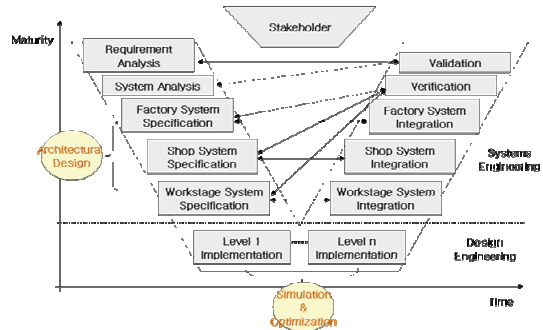 Stakeholder
Maturity
Requirement
Analysis
Validation
System Analysis
Verification
Factory System
Specification
Factory System
Integration
Architectural
Design
Shop System
Specification
Shop System
Integration
Systems
Engineering
Workstage System
Specification
Workstage System
Integration
Level 1
Implementation
Level n
Implementation
Design
Engineering
Simulation
&
Optimization
Time